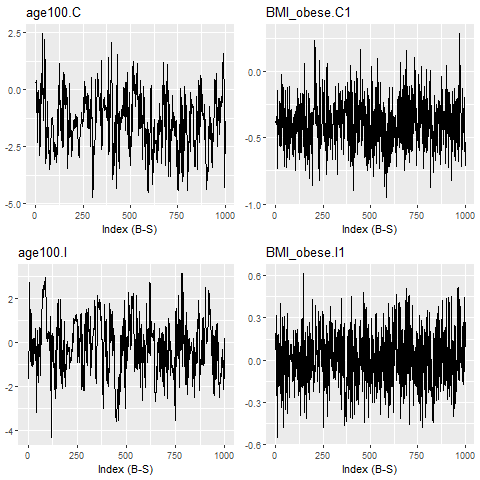 age100.C
2.5
0.0
-2.5
-5.0
0 250 500 750 1000
Index (B-S)
BMI_obese.C1
0.0
-0.5
-1.0
0 250 500 750 1000
Index (B-S)
age100.I
2
0
-2
-4
0 250 500 750 1000
Index (B-S)
BMI_obese.I1
0.6
0.3
0.0
-0.3
-0.6
0 250 500 750 1000
Index (B-S)